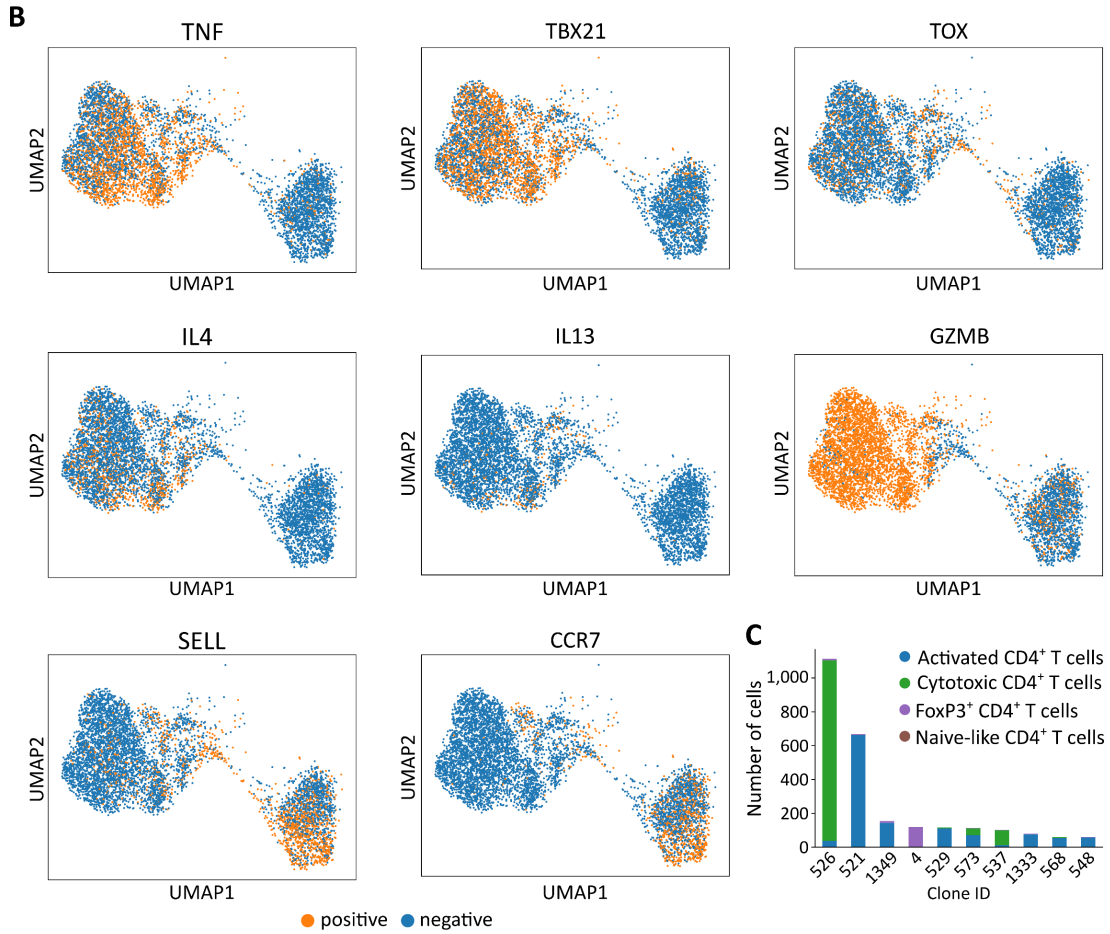 B
TNF
TBX21
TOX
UMAP2
UMAP2
UMAP2
UMAP1
UMAP1
UMAP1
IL4
IL13
GZMB
UMAP2
UMAP2
UMAP2
UMAP1
UMAP1
UMAP1
SELL
CCR7
UMAP2
UMAP2
UMAP1
UMAP1
positive negative
C
Number of cells
1,000
800
600
400
200
0
Activated CD4⁺ T cells
Cytotoxic CD4⁺ T cells
FoxP3⁺ CD4⁺ T cells
Naive-like CD4⁺ T cells
526 521 1349 4 529 573 537 1333 568 548
Clone ID